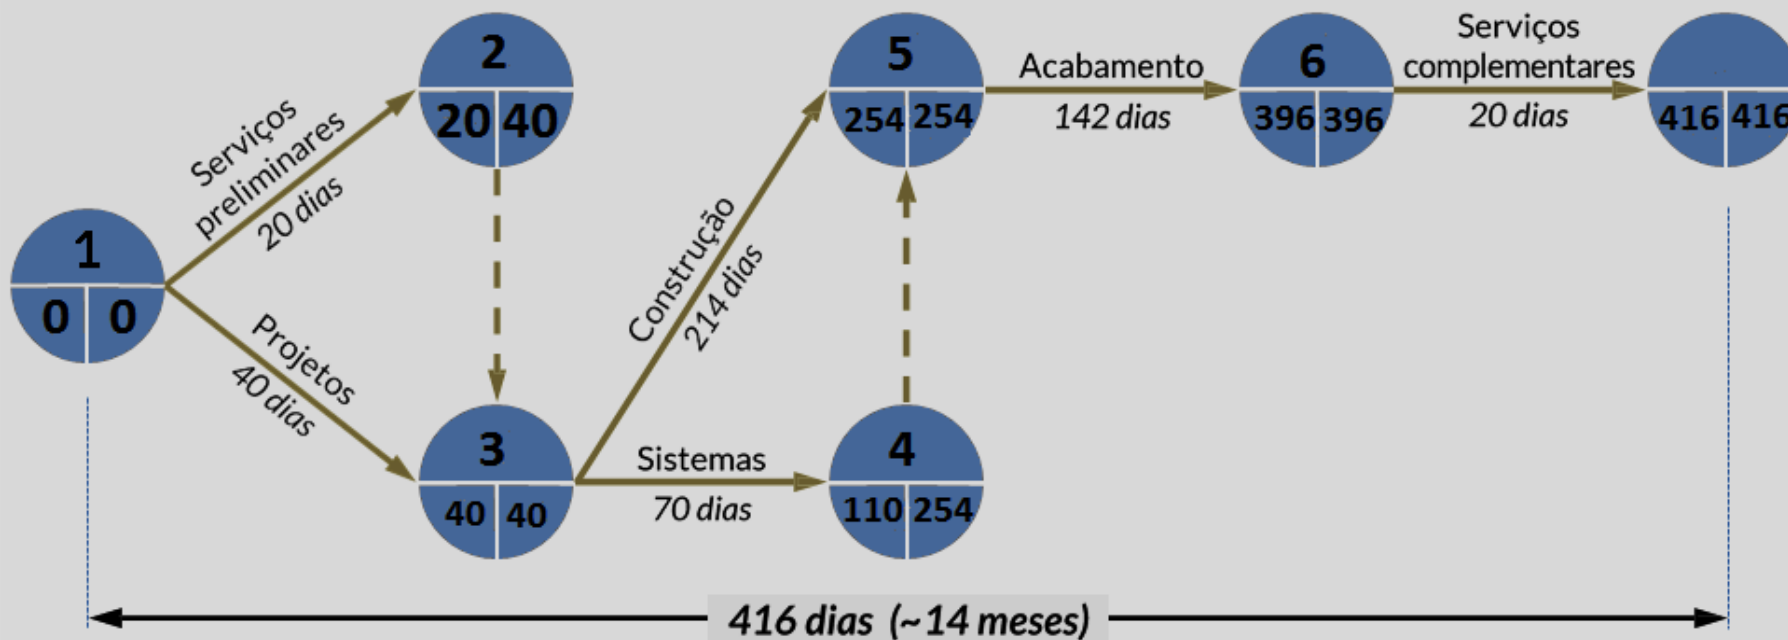 1
0 0
Serviços
preliminares
20 dias
Projetos
40 dias
2
20 40
3
40 40
Construção
214 dias
Sistemas
70 dias
5
254 254
4
110 254
Acabamento
142 dias
6
396 396
Serviços
complementares
20 dias
416 416
416 dias (~14 meses)